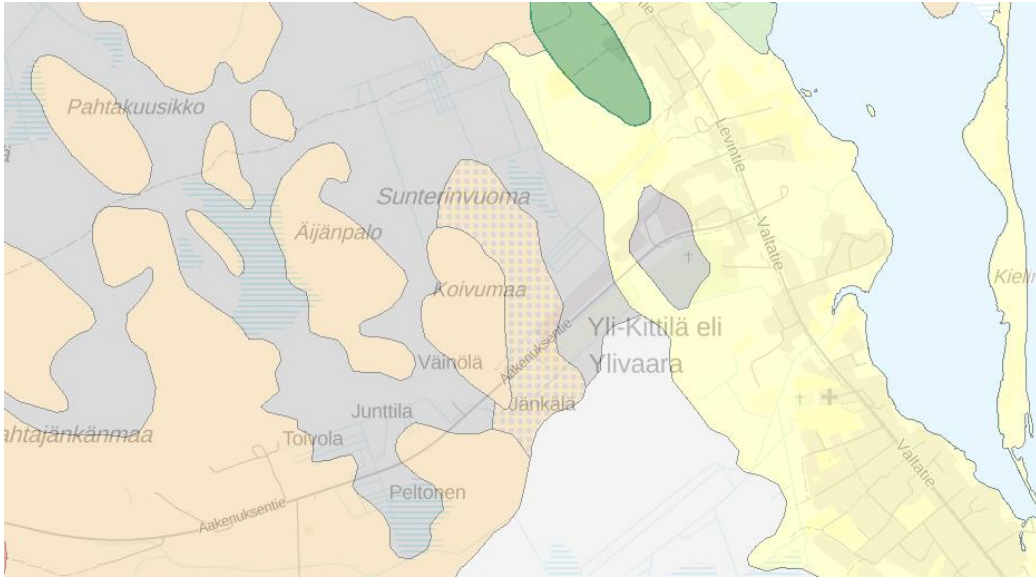 Pahtakuusikko
ä
Sunterinvuoma
Äijänpalo
Koivumaa
Väinölä
Junttila
Toivola
ahtajänkänmaa
Peltonen
Jänkälä
Aakenuksentie
Aakenuksentie
Yli-Kittilä eli
Ylivaara
Levintie
Valtatie
Valtatie
Kielin